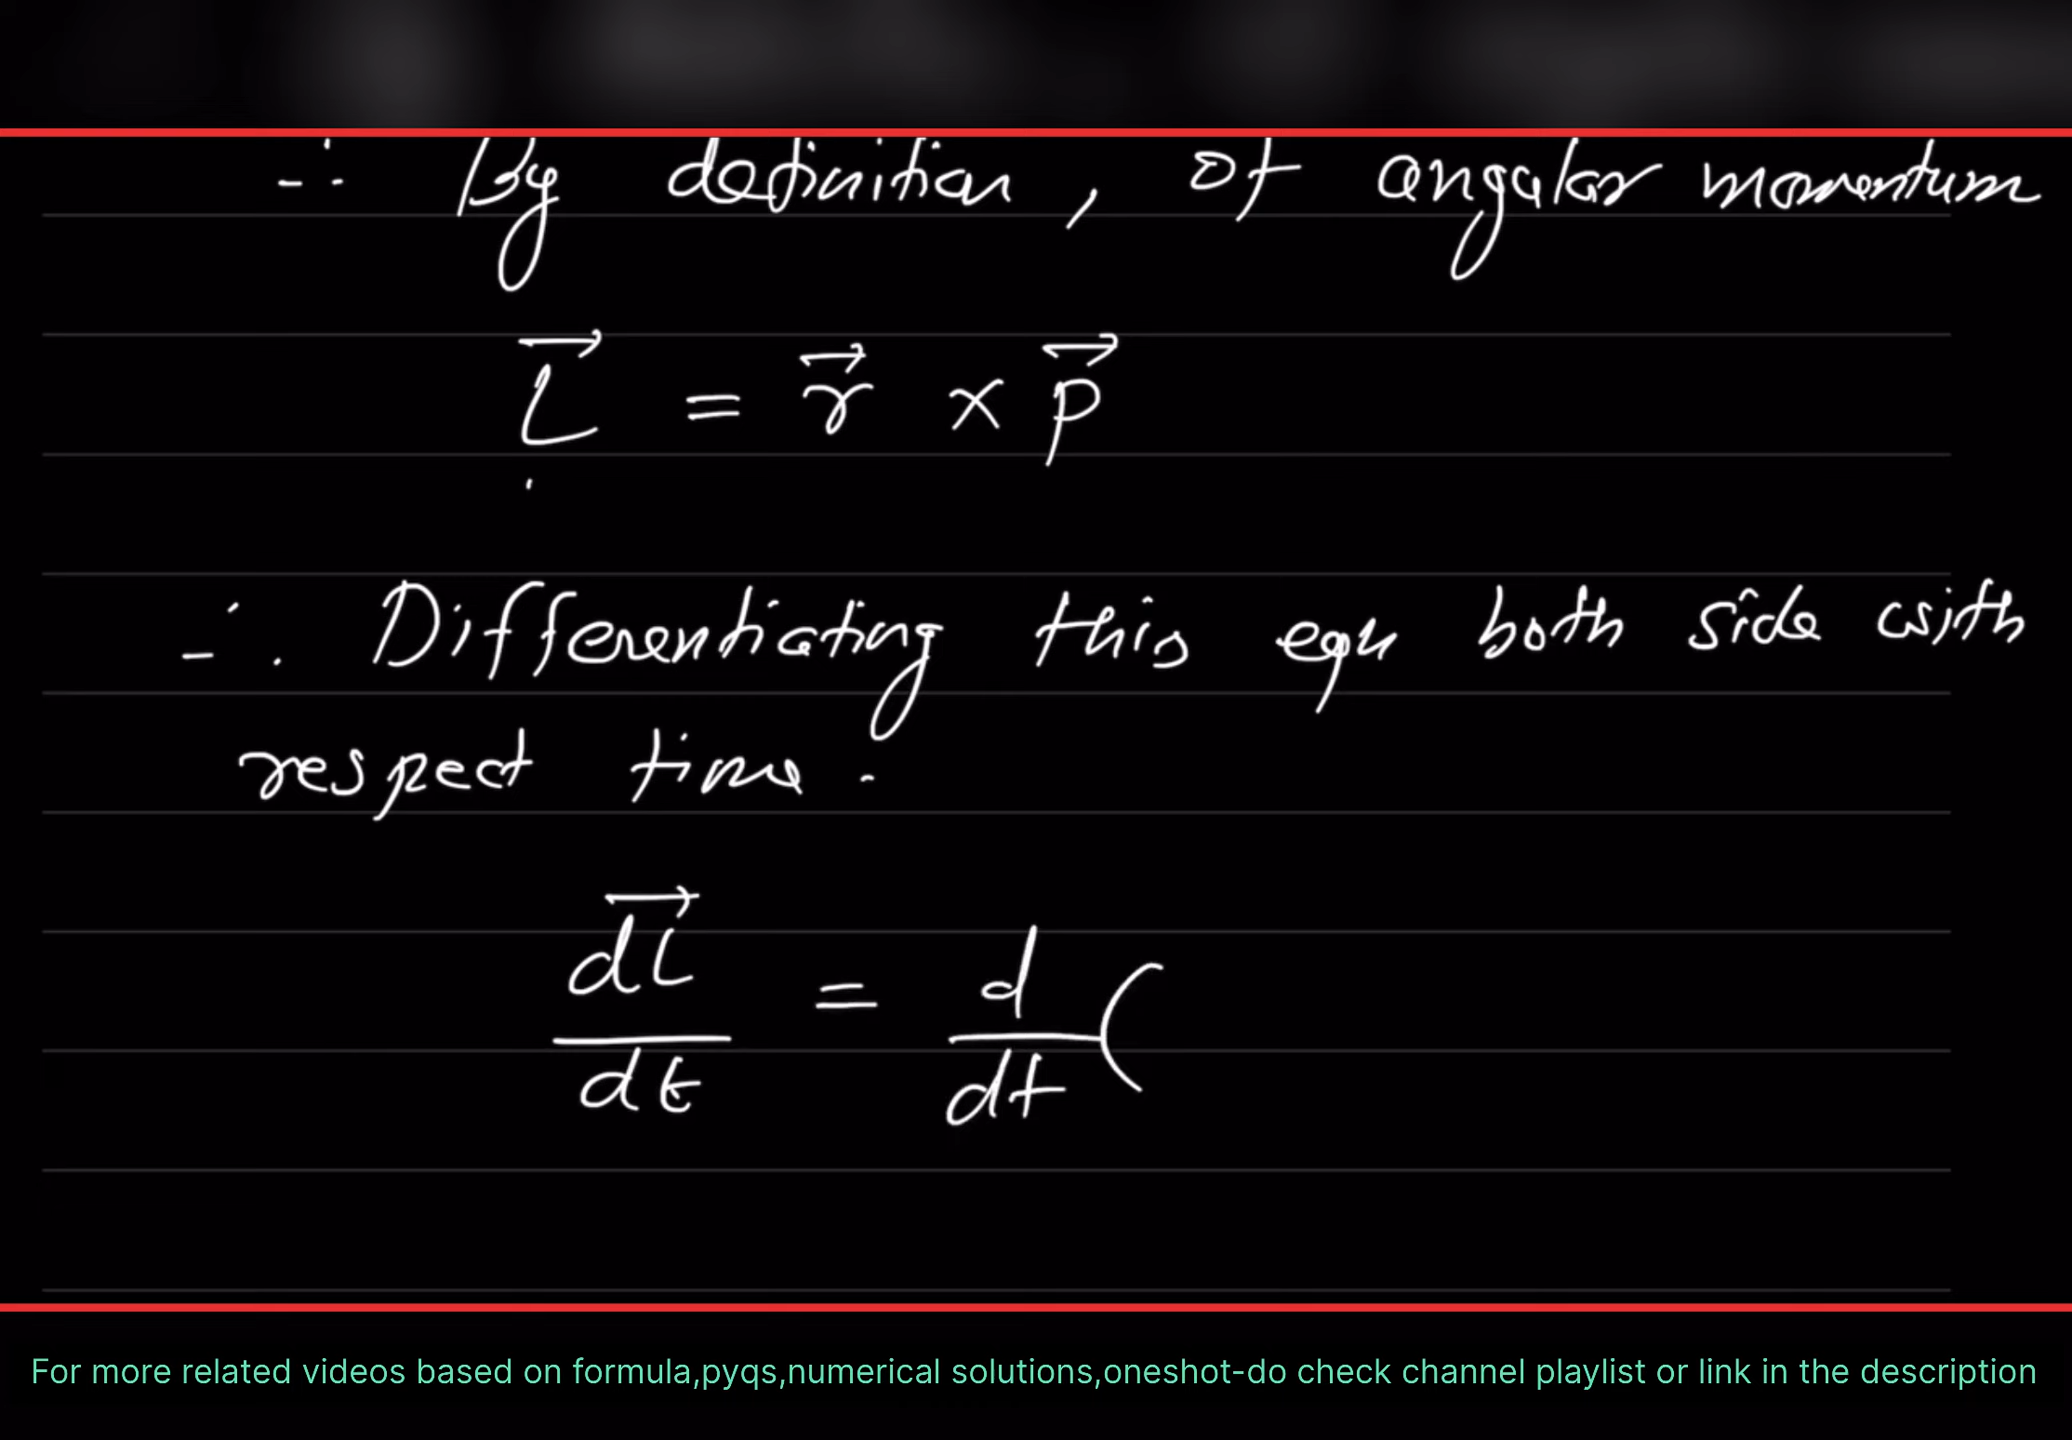 ∴ By definition, of angular momentum
L⃗ = r⃗ × p⃗
∴ Differentiating this eqn both side with
respect time.
dL⃗/dt = d/dt (
For more related videos based on formula,pyqs,numerical solutions,oneshot-do check channel playlist or link in the description